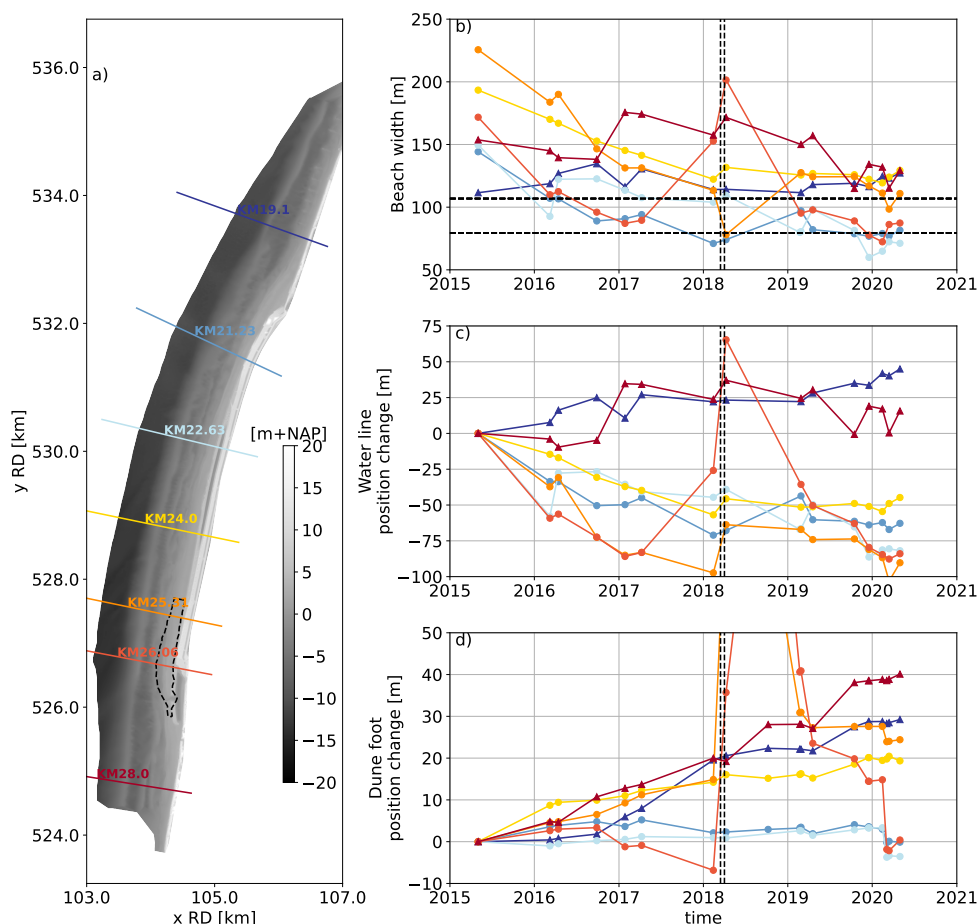 a)
536.0
534.0
532.0
530.0
528.0
526.0
524.0
y RD [km]
103.0 105.0 107.0
x RD [km]
KM19.1
KM21.23
KM22.63
KM24.0
KM26.06
KM28.0
[m+NAP]
20
15
10
5
0
−5
−10
−15
−20
b)
250
200
150
100
50
Beach width [m]
2015 2016 2017 2018 2019 2020 2021
c)
75
50
25
0
−25
−50
−75
−100
Water line
position change [m]
2015 2016 2017 2018 2019 2020 2021
d)
50
40
30
20
10
0
−10
Dune foot
position change [m]
2015 2016 2017 2018 2019 2020 2021
time